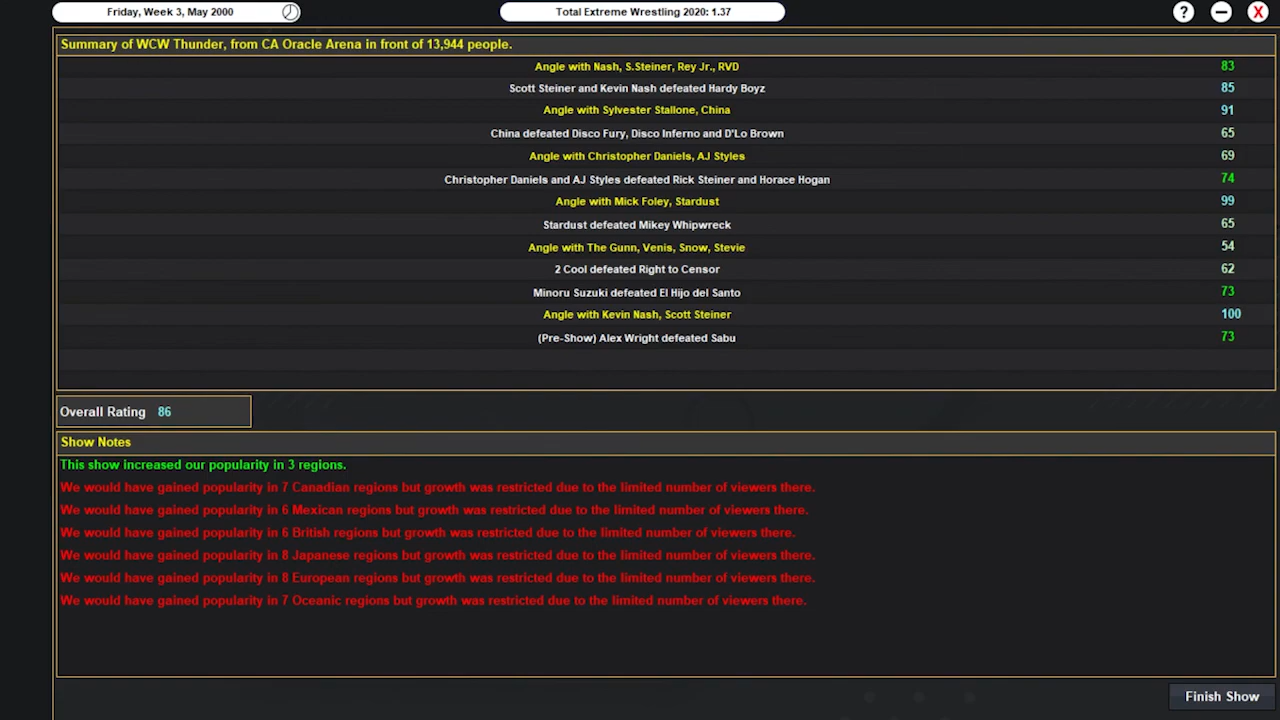 Friday, Week 3, May 2000
Total Extreme Wrestling 2020: 1.37
?
X
Summary of WCW Thunder, from CA Oracle Arena in front of 13,944 people.
Angle with Nash, S.Steiner, Rey Jr., RVD 83
Scott Steiner and Kevin Nash defeated Hardy Boyz 85
Angle with Sylvester Stallone, China 91
China defeated Disco Fury, Disco Inferno and D'Lo Brown 65
Angle with Christopher Daniels, AJ Styles 69
Christopher Daniels and AJ Styles defeated Rick Steiner and Horace Hogan 74
Angle with Mick Foley, Stardust 99
Stardust defeated Mikey Whipwreck 65
Angle with The Gunn, Venis, Snow, Stevie 54
2 Cool defeated Right to Censor 62
Minoru Suzuki defeated El Hijo del Santo 73
Angle with Kevin Nash, Scott Steiner 100
(Pre-Show) Alex Wright defeated Sabu 73
Overall Rating 86
Show Notes
This show increased our popularity in 3 regions.
We would have gained popularity in 7 Canadian regions but growth was restricted due to the limited number of viewers there.
We would have gained popularity in 6 Mexican regions but growth was restricted due to the limited number of viewers there.
We would have gained popularity in 6 British regions but growth was restricted due to the limited number of viewers there.
We would have gained popularity in 8 Japanese regions but growth was restricted due to the limited number of viewers there.
We would have gained popularity in 8 European regions but growth was restricted due to the limited number of viewers there.
We would have gained popularity in 7 Oceanic regions but growth was restricted due to the limited number of viewers there.
Finish Show